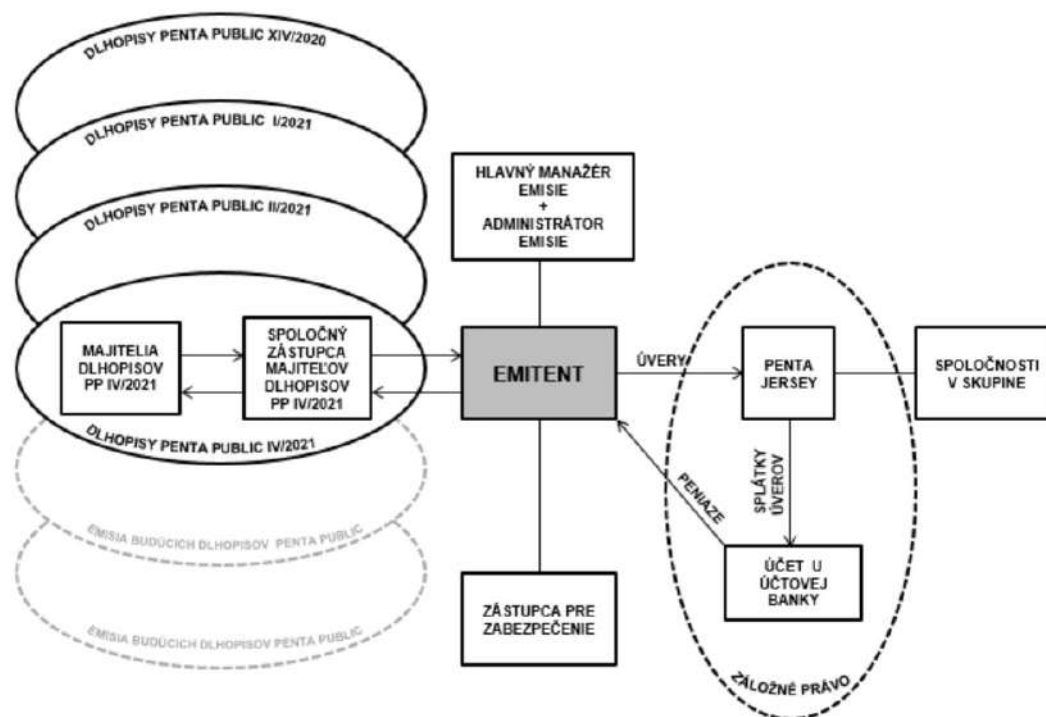 DLHOPISY PENTA PUBLIC XIV/2020
DLHOPISY PENTA PUBLIC I/2021
DLHOPISY PENTA PUBLIC II/2021
MAJITELIA
DLHOPISOV
PP IV/2021
SPOLOČNÝ
ZÁSTUPCA
MAJITEĽOV
DLHOPISOV
PP IV/2021
DLHOPISY PENTA PUBLIC IV/2021
EMISIA BUDÚCICH DLHOPISOV PENTA PUBLIC
EMISIA BUDÚCICH DLHOPISOV PENTA PUBLIC
HLAVNÝ MANAŽÉR
EMISIE
+
ADMINISTRÁTOR
EMISIE
EMITENT
ZÁSTUPCA PRE
ZABEZPEČENIE
ÚVERY
PENTA
JERSEY
SPOLOČNOSTI
V SKUPINE
PENIAZE
SPLÁTKY
ÚVEROV
ÚČET U
ÚČTOVEJ
BANKY
ZÁLOŽNÉ PRÁVO